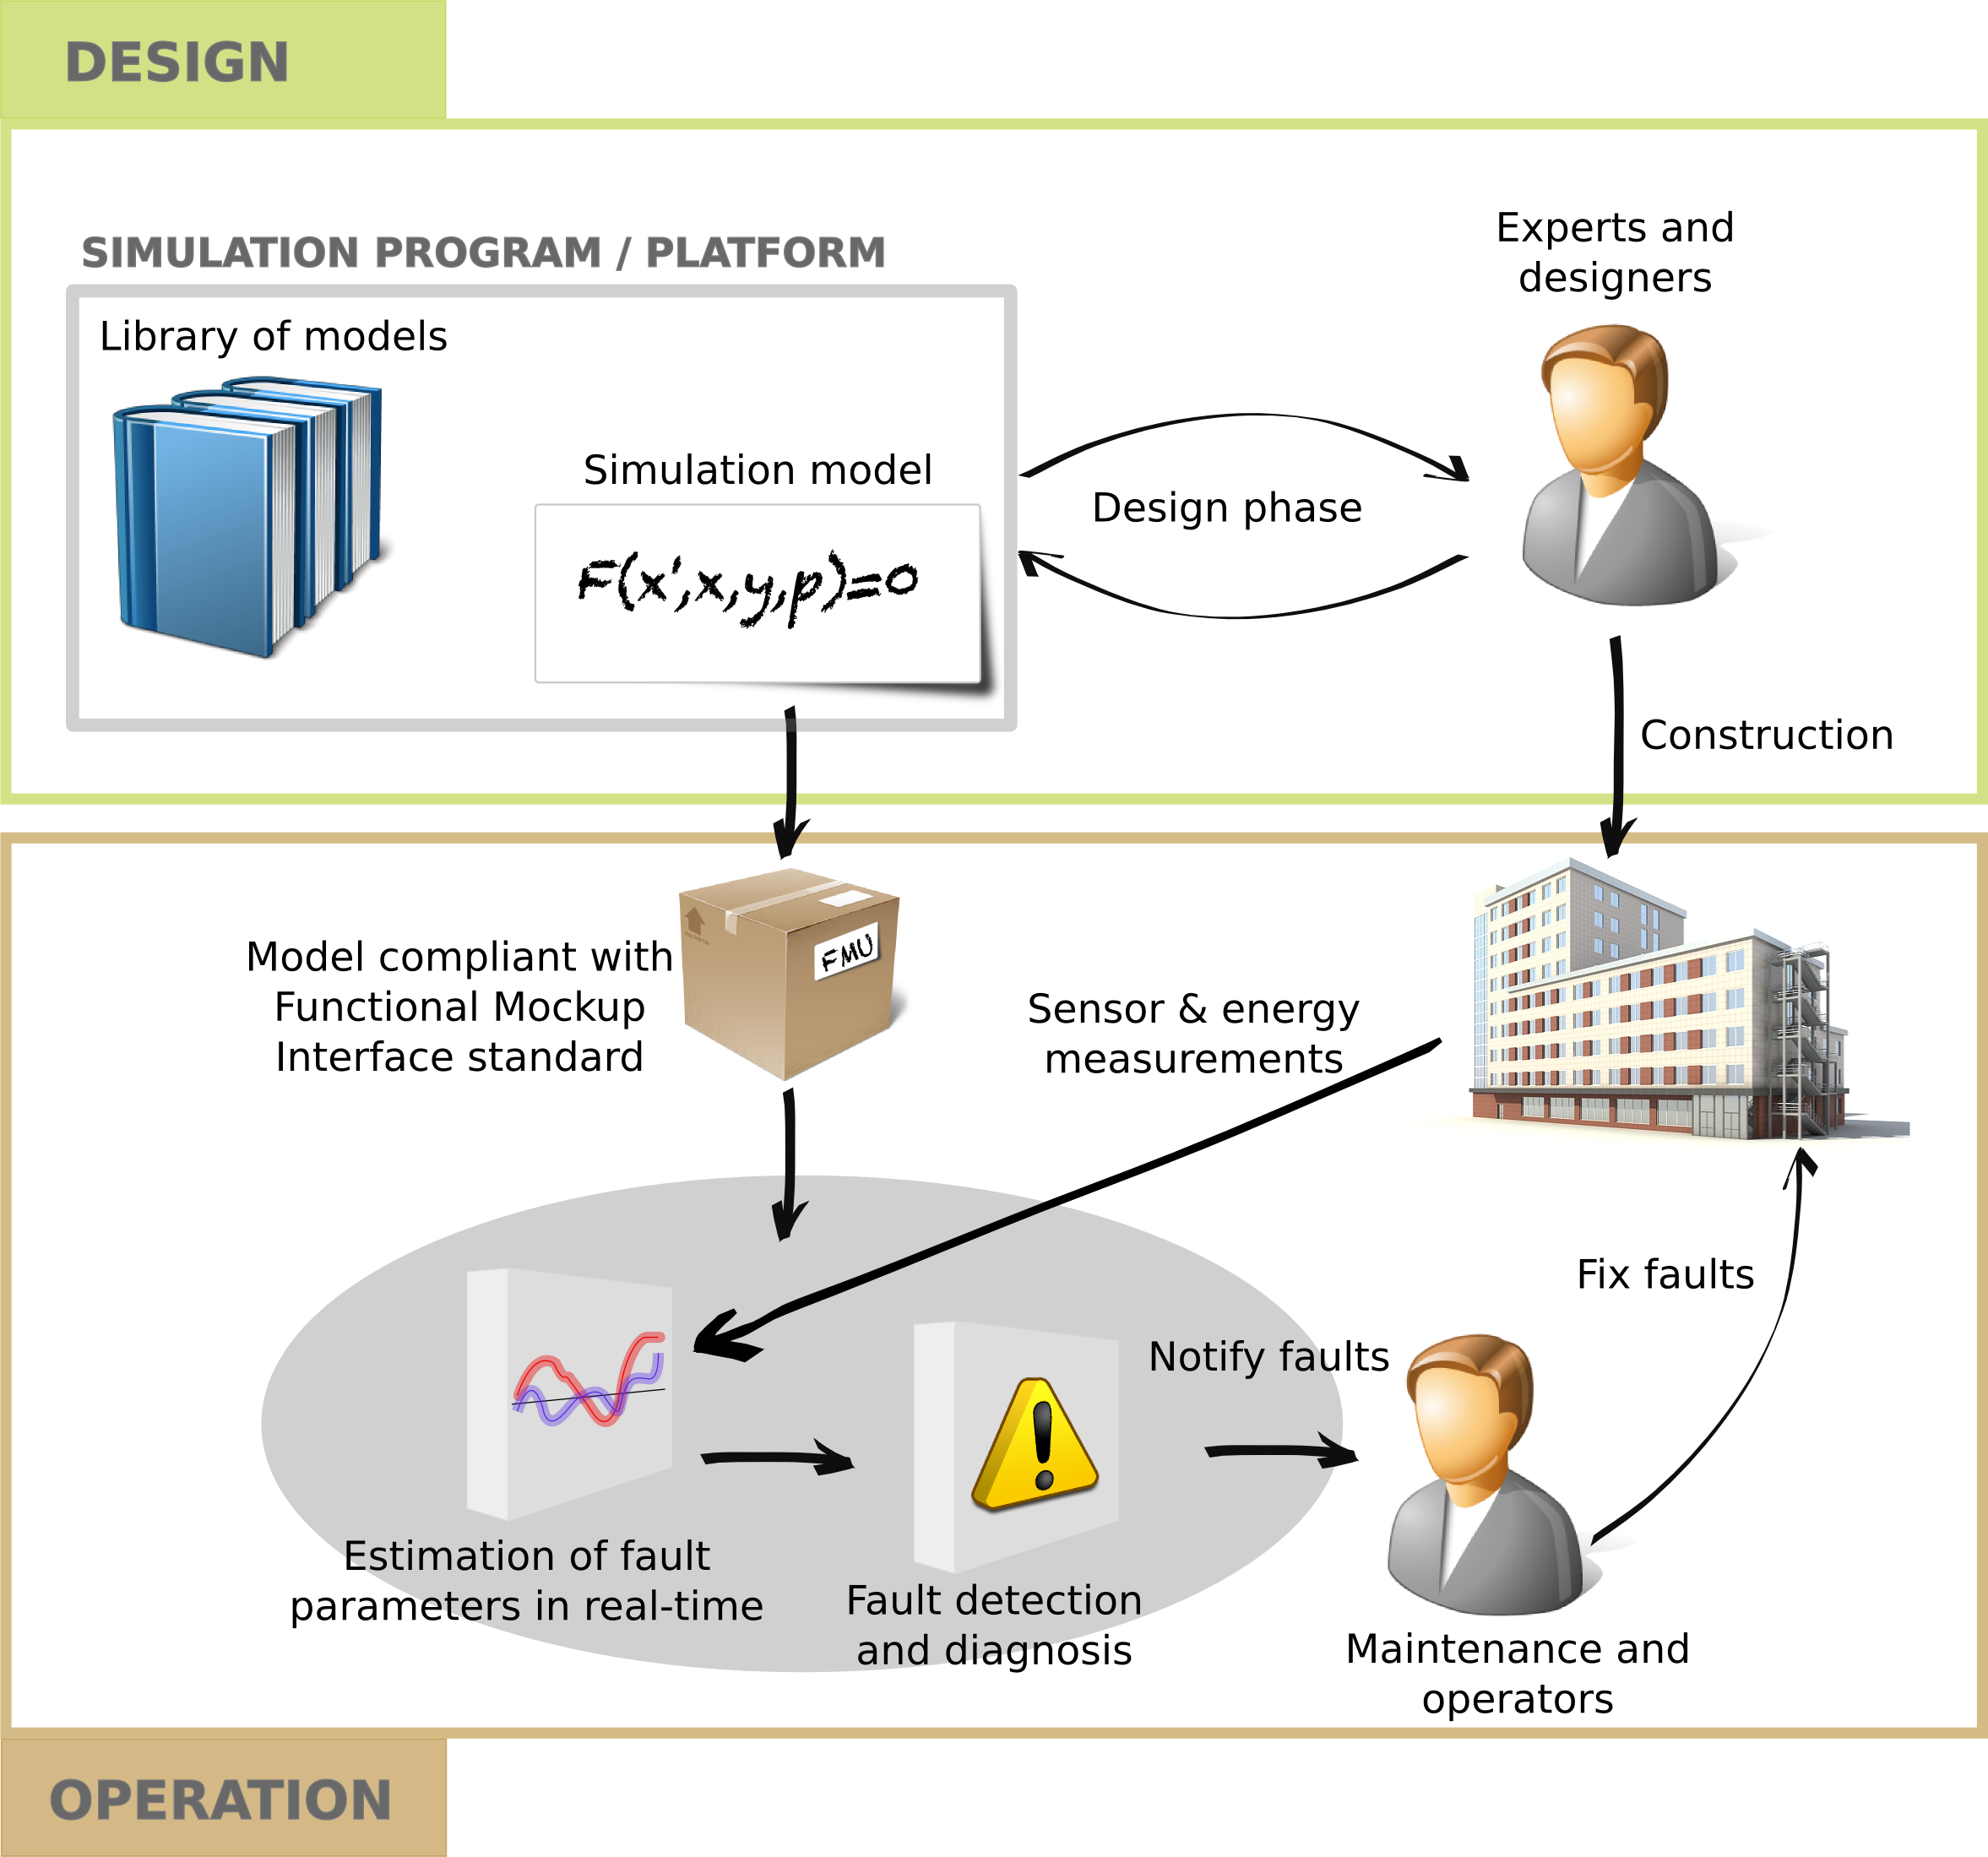 DESIGN
SIMULATION PROGRAM / PLATFORM
Library of models
Simulation model
F(x',x,y,p)=0
Design phase
Experts and
designers
Construction
Model compliant with
Functional Mockup
Interface standard
FMU
Sensor & energy
measurements
Fix faults
Notify faults
Estimation of fault
parameters in real-time
Fault detection
and diagnosis
Maintenance and
operators
OPERATION